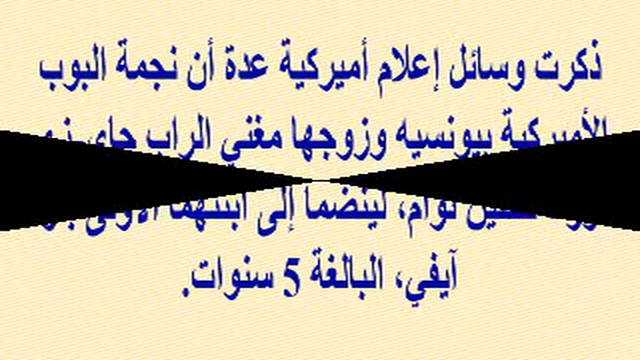 ذكرت وسائل إعلام أميركية عدة أن نجمة البوب
الأميركية بيونسيه وزوجها مغني الراب جاي
توأم، لينضما إلى ابنتهما الأولى
آيفي، البالغة 5 سنوات.